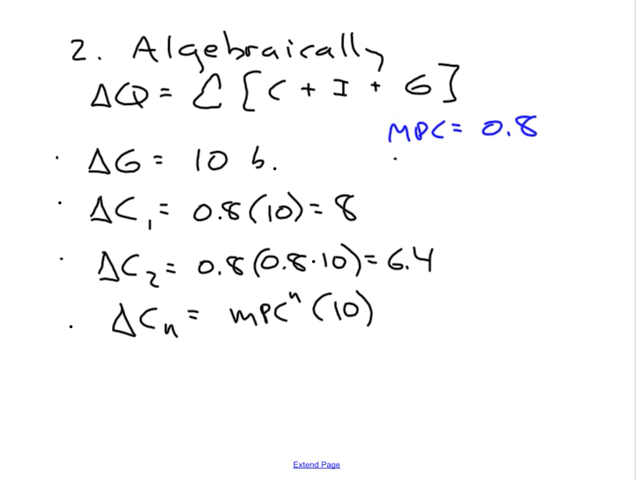 2. Algebraically
ΔQ = Σ [C + I + G]
MPC = 0.8
ΔG = 10 b.
ΔC₁ = 0.8(10) = 8
ΔC₂ = 0.8(0.8·10) = 6.4
ΔCₙ = MPCⁿ (10)
Extend Page